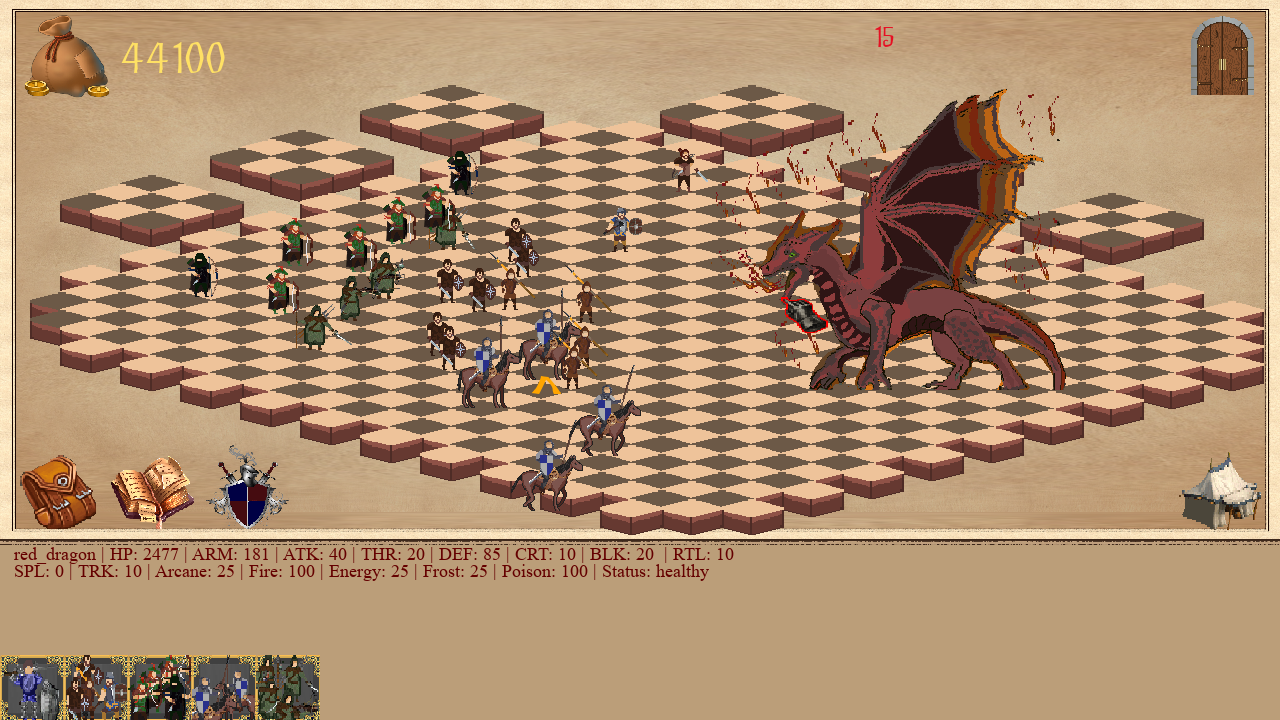 44100
15
red_dragon | HP: 2477 | ARM: 181 | ATK: 40 | THR: 20 | DEF: 85 | CRT: 10 | BLK: 20 | RTL: 10
SPL: 0 | TRK: 10 | Arcane: 25 | Fire: 100 | Energy: 25 | Frost: 25 | Poison: 100 | Status: healthy